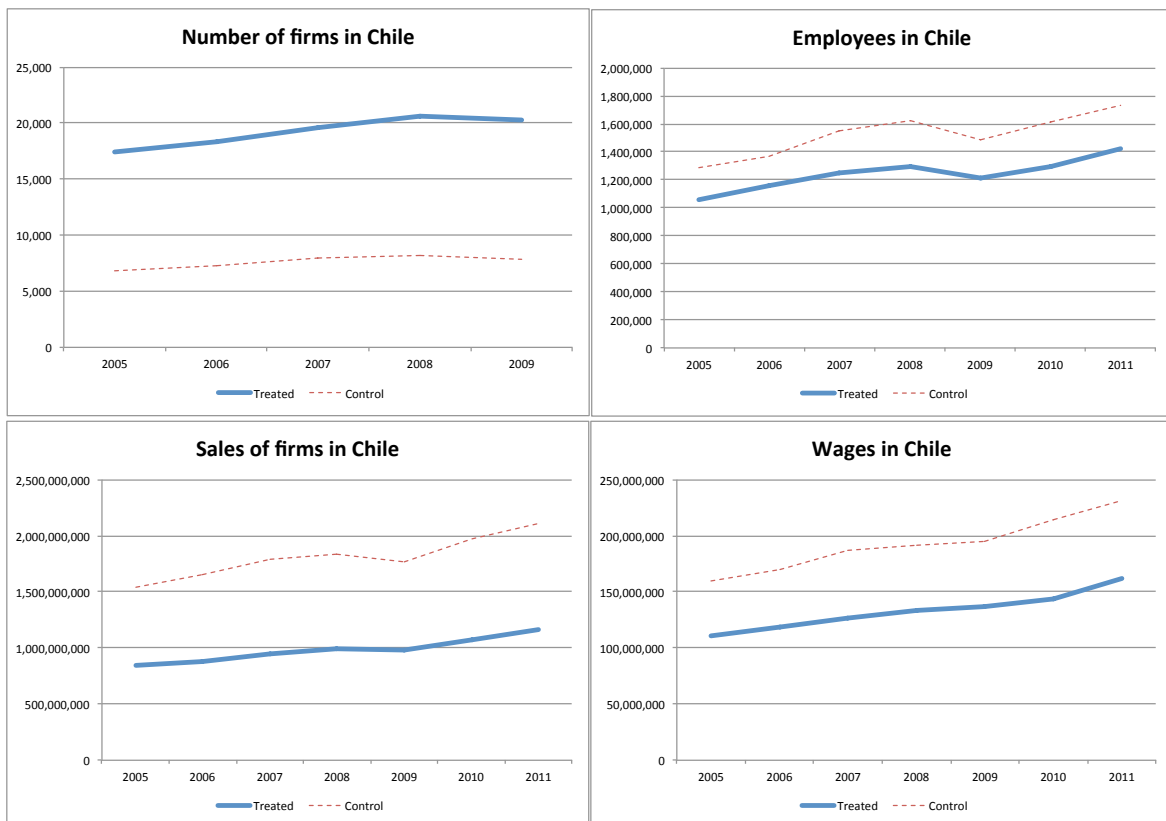 Number of firms in Chile
25,000
20,000
15,000
10,000
5,000
0
2005 2006 2007 2008 2009
Treated Control
Employees in Chile
2,000,000
1,800,000
1,600,000
1,400,000
1,200,000
1,000,000
800,000
600,000
400,000
200,000
0
2005 2006 2007 2008 2009 2010 2011
Treated Control
Sales of firms in Chile
2,500,000,000
2,000,000,000
1,500,000,000
1,000,000,000
500,000,000
0
2005 2006 2007 2008 2009 2010 2011
Treated Control
Wages in Chile
250,000,000
200,000,000
150,000,000
100,000,000
50,000,000
0
2005 2006 2007 2008 2009 2010 2011
Treated Control